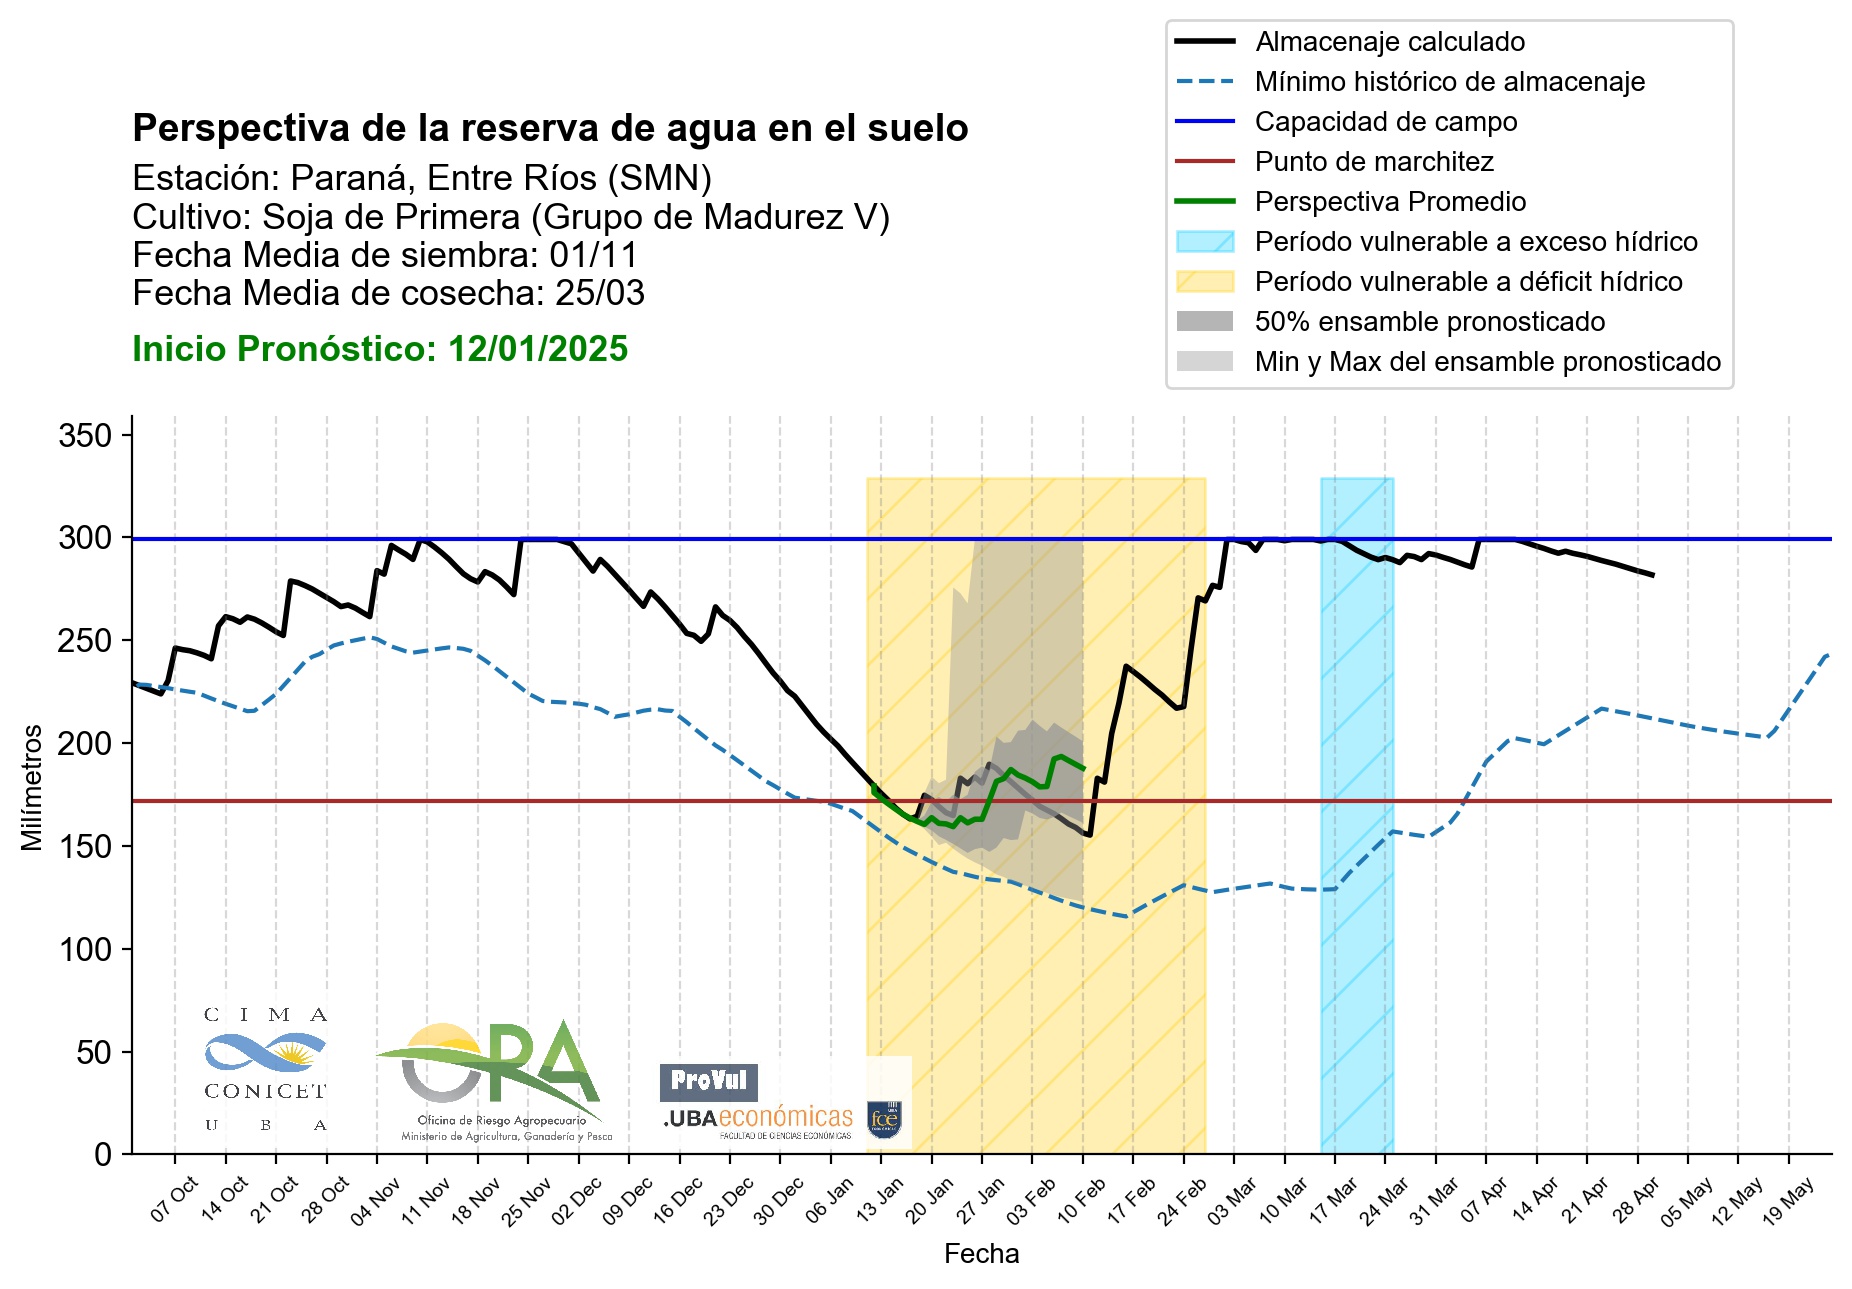 Almacenaje calculado
Mínimo histórico de almacenaje
Capacidad de campo
Punto de marchitez
Perspectiva Promedio
Período vulnerable a exceso hídrico
Período vulnerable a déficit hídrico
50% ensamble pronosticado
Min y Max del ensamble pronosticado
Perspectiva de la reserva de agua en el suelo
Estación: Paraná, Entre Ríos (SMN)
Cultivo: Soja de Primera (Grupo de Madurez V)
Fecha Media de siembra: 01/11
Fecha Media de cosecha: 25/03
Inicio Pronóstico: 12/01/2025
350
300
250
200
150
100
50
0
Milímetros
C I M A
CONICET
U B A
OPA
Oficina de Riesgo Agropecuario
Ministerio de Agricultura, Ganadería y Pesca
ProVul
.UBAeconómicas
FACULTAD DE CIENCIAS ECONÓMICAS
UBA
fce
07 Oct
14 Oct
21 Oct
28 Oct
04 Nov
11 Nov
18 Nov
25 Nov
02 Dec
09 Dec
16 Dec
23 Dec
30 Dec
06 Jan
13 Jan
20 Jan
27 Jan
03 Feb
10 Feb
17 Feb
24 Feb
03 Mar
10 Mar
17 Mar
24 Mar
31 Mar
07 Apr
14 Apr
21 Apr
28 Apr
05 May
12 May
19 May
Fecha